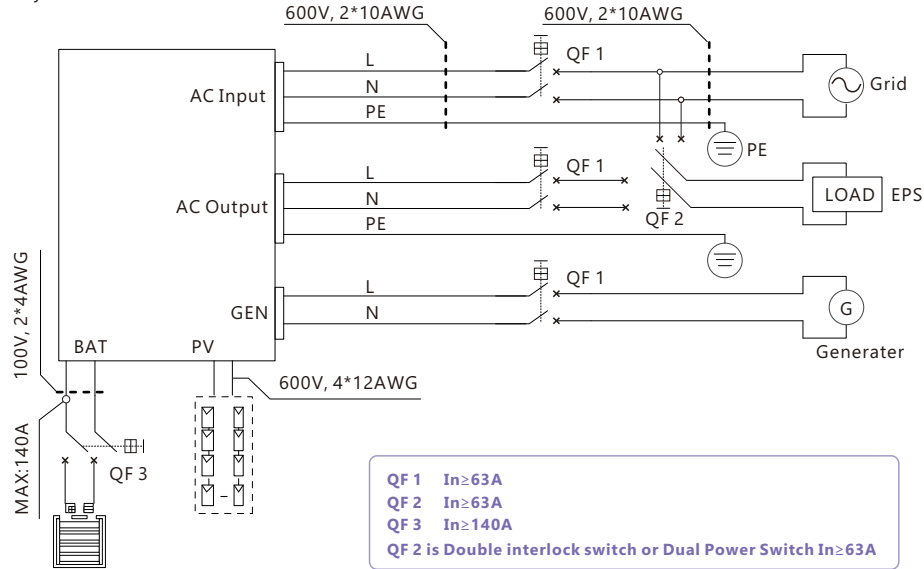 600V, 2*10AWG
600V, 2*10AWG
L
QF 1
N
AC Input
Grid
PE
PE
QF 1
L
AC Output
N
LOAD
EPS
PE
QF 2
100V, 2*4AWG
QF 1
L
GEN
N
G
BAT
PV
Generater
600V, 4*12AWG
MAX:140A
QF 3
QF 1 In≥63A
QF 2 In≥63A
QF 3 In≥140A
QF 2 is Double interlock switch or Dual Power Switch In≥63A